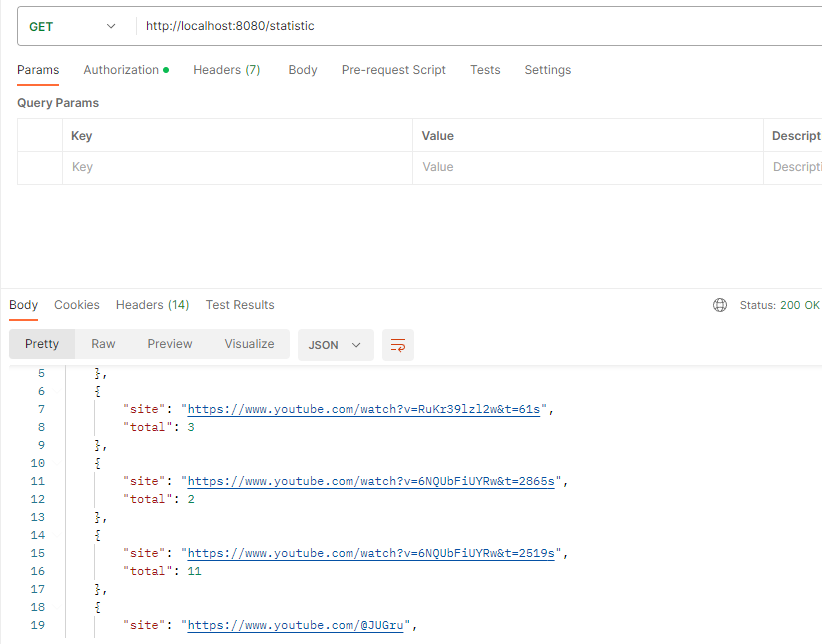 GET http://localhost:8080/statistic
Params Authorization Headers (7) Body Pre-request Script Tests Settings
Query Params
Key Value Descript
Key Value Descripti
Body Cookies Headers (14) Test Results Status: 200 OK
Pretty Raw Preview Visualize JSON
5 },
6 {
7 "site": "https://www.youtube.com/watch?v=RuKr39lzl2w&t=61s",
8 "total": 3
9 },
10 {
11 "site": "https://www.youtube.com/watch?v=6NQUbFiUYRw&t=2865s",
12 "total": 2
13 },
14 {
15 "site": "https://www.youtube.com/watch?v=6NQUbFiUYRw&t=2519s",
16 "total": 11
17 },
18 {
19 "site": "https://www.youtube.com/@JUGru",